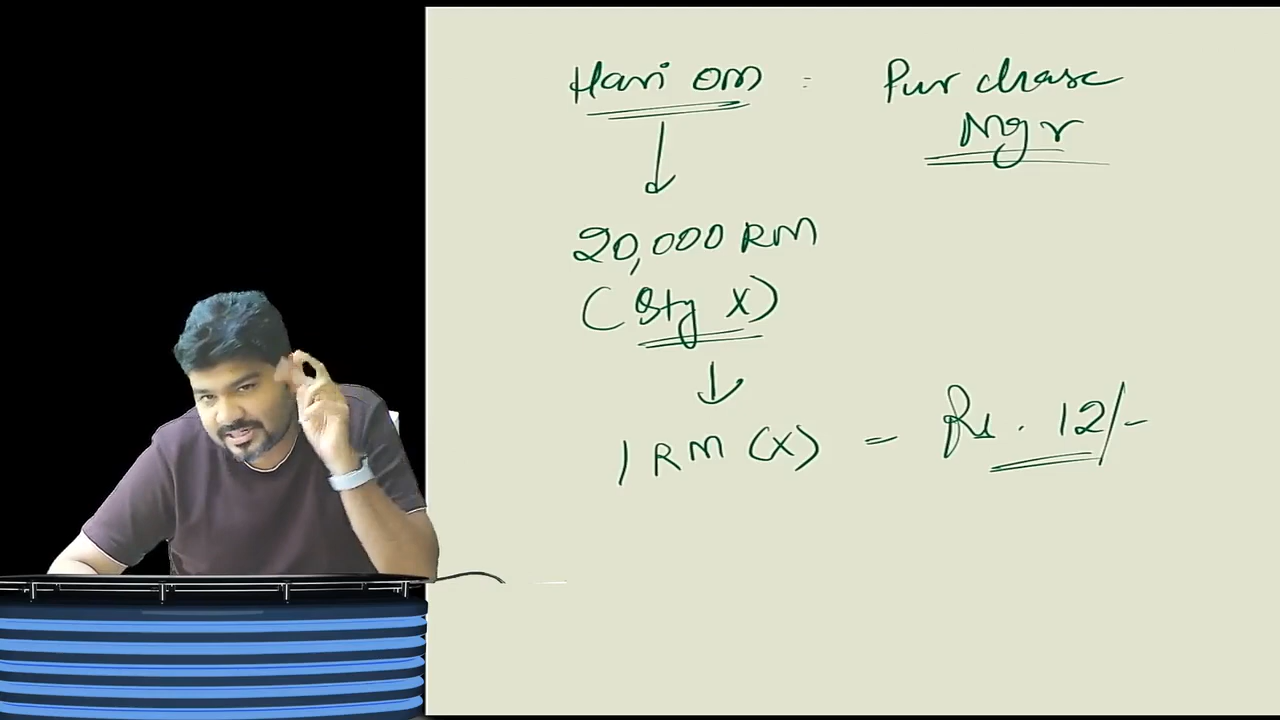 Hari Om : Purchase
Mgr
20,000 RM
(Qty X)
1 RM (X) = Rs. 12/-